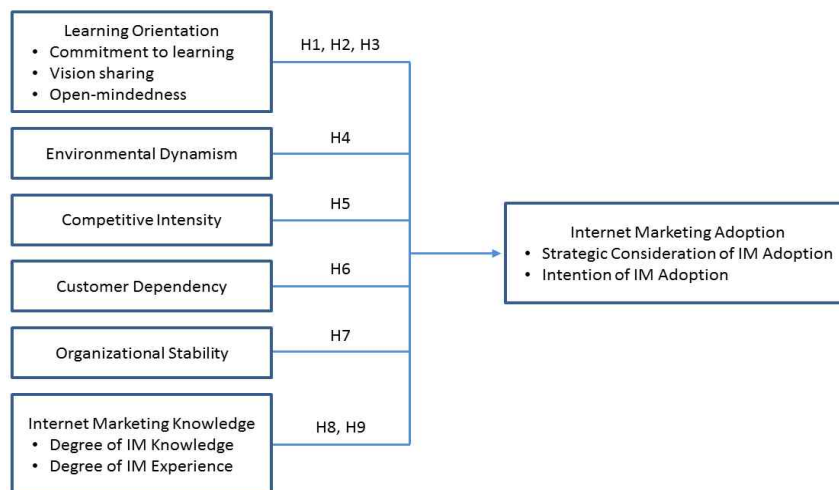 Learning Orientation
• Commitment to learning
• Vision sharing
• Open-mindedness
H1, H2, H3
Environmental Dynamism
H4
Competitive Intensity
H5
Customer Dependency
H6
Organizational Stability
H7
Internet Marketing Knowledge
• Degree of IM Knowledge
• Degree of IM Experience
H8, H9
Internet Marketing Adoption
• Strategic Consideration of IM Adoption
• Intention of IM Adoption